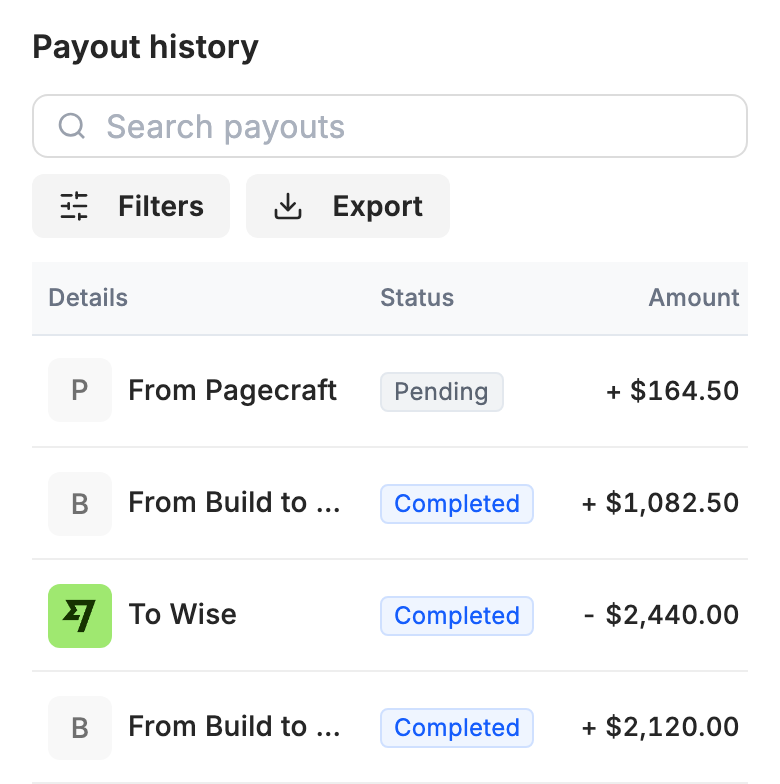 Payout history
Search payouts
Filters Export
Details Status Amount
P From Pagecraft Pending + $164.50
B From Build to ... Completed + $1,082.50
To Wise Completed - $2,440.00
B From Build to ... Completed + $2,120.00